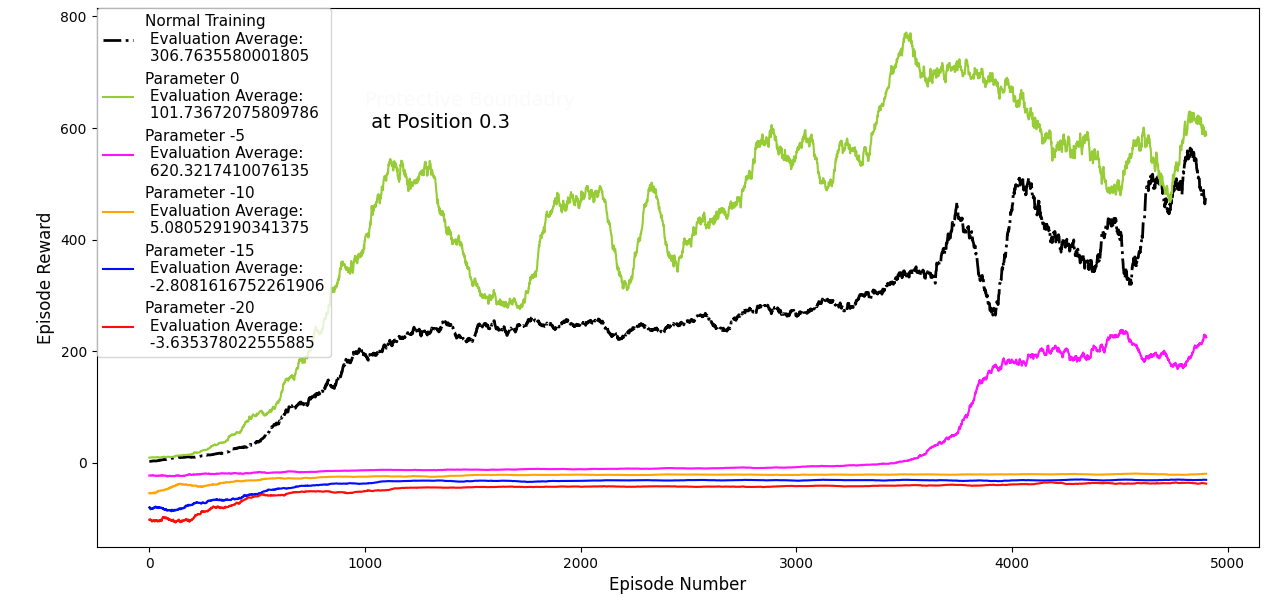 800
600
400
200
0
Episode Reward
Normal Training
Evaluation Average:
306.7635580001805
Parameter 0
Evaluation Average:
101.73672075809786
Parameter -5
Evaluation Average:
620.3217410076135
Parameter -10
Evaluation Average:
5.080529190341375
Parameter -15
Evaluation Average:
-2.8081616752261906
Parameter -20
Evaluation Average:
-3.635378022555885
Protective Boundadry
at Position 0.3
0
1000
2000
3000
4000
5000
Episode Number